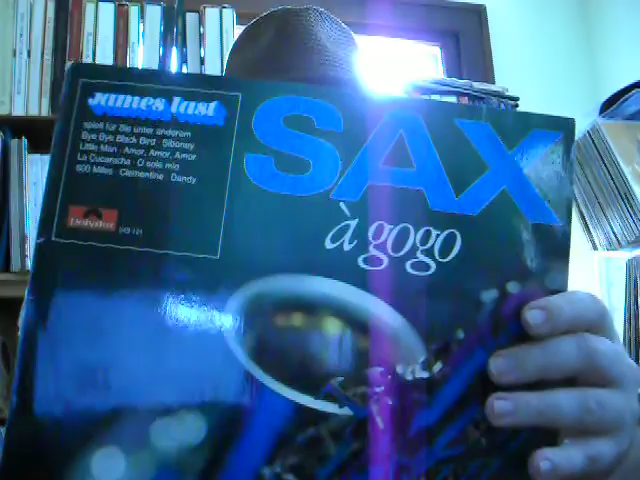 james last
spielt für Sie unter anderem
Bye Bye Black Bird · Siboney
Little Man · Amor, Amor, Amor
La Cucaracha · O sole mio
500 Miles · Clementine · Dandy
Polydor
SAX
à gogo